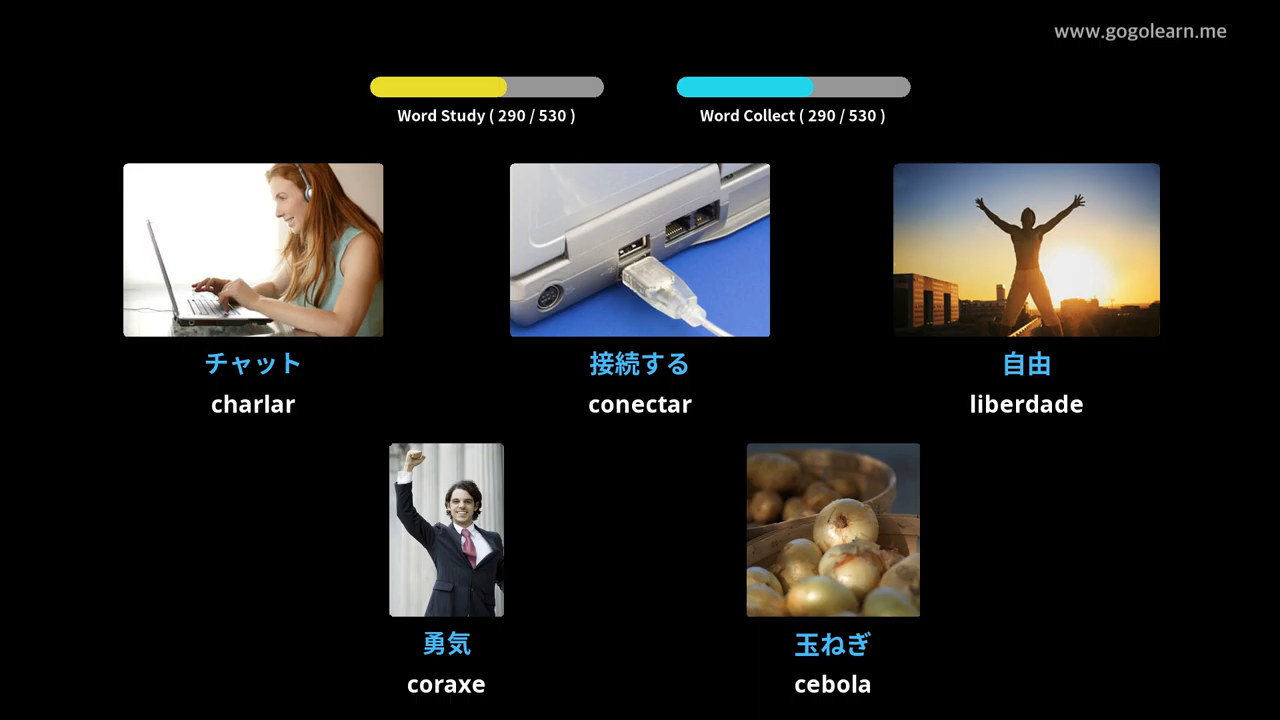 www.gogolearn.me
Word Study ( 290 / 530 )
Word Collect ( 290 / 530 )
チャット
charlar
接続する
conectar
自由
liberdade
勇気
coraxe
玉ねぎ
cebola